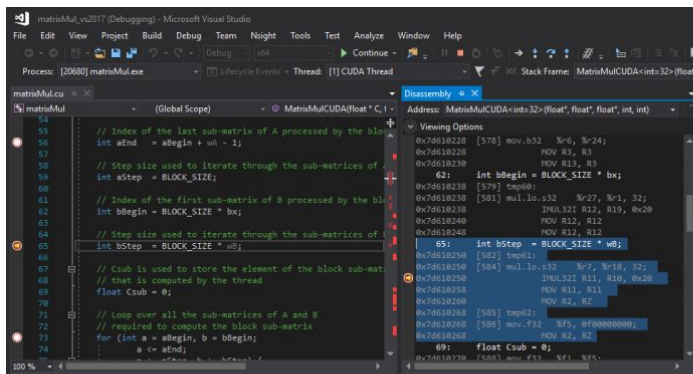 matrixMul_vs2017 (Debugging) - Microsoft Visual Studio
File Edit View Project Build Debug Team Nsight Tools Test Analyze Window Help
Debug x64 Continue
Process: [20680] matrixMul.exe Lifecycle Events Thread: [1] CUDA Thread Stack Frame: MatrixMulCUDA<int=32>(floa
matrixMul.cu
matrixMul (Global Scope) MatrixMulCUDA(float * C, f
54
55 // Index of the last sub-matrix of A processed by the blo
56 int aEnd = aBegin + wA - 1;
57
58 // Step size used to iterate through the sub-matrices of
59 int aStep = BLOCK_SIZE;
60
61 // Index of the first sub-matrix of B processed by the bl
62 int bBegin = BLOCK_SIZE * bx;
63
64 // Step size used to iterate through the sub-matrices of
65 int bStep = BLOCK_SIZE * wB;
66
67 // Csub is used to store the element of the block sub-mat
68 // that is computed by the thread
69 float Csub = 0;
70
71 // Loop over all the sub-matrices of A and B
72 // required to compute the block sub-matrix
73 for (int a = aBegin, b = bBegin;
74 a <= aEnd;
100 %
Disassembly
Address: MatrixMulCUDA<int=32>(float*, float*, float*, int, int)
Viewing Options
0x7d610228 [578] mov.b32 %r6, %r24;
0x7d610228 MOV R3, R3
0x7d610230 MOV R13, R3
62: int bBegin = BLOCK_SIZE * bx;
0x7d610238 [579] tmp60:
0x7d610238 [581] mul.lo.s32 %r27, %r1, 32;
0x7d610238 IMUL32I R12, R19, 0x20
0x7d610240 MOV R12, R12
0x7d610248 MOV R12, R12
65: int bStep = BLOCK_SIZE * wB;
0x7d610250 [582] tmp61:
0x7d610250 [584] mul.lo.s32 %r7, %r18, 32;
0x7d610250 IMUL32I R11, R10, 0x20
0x7d610258 MOV R11, R11
0x7d610260 MOV R2, RZ
0x7d610268 [585] tmp62:
0x7d610268 [586] mov.f32 %f5, 0f00000000;
0x7d610268 MOV R2, RZ
69: float Csub = 0;
0x7d610270 [588] mov.f32 %f1, %f5;